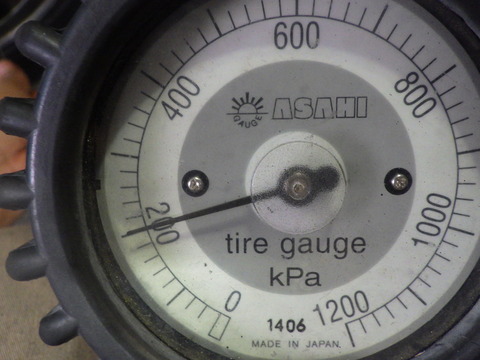 600
400
800
GAUGE
ASAHI
200
1000
tire gauge
kPa
0
1200
1406
MADE IN JAPAN.